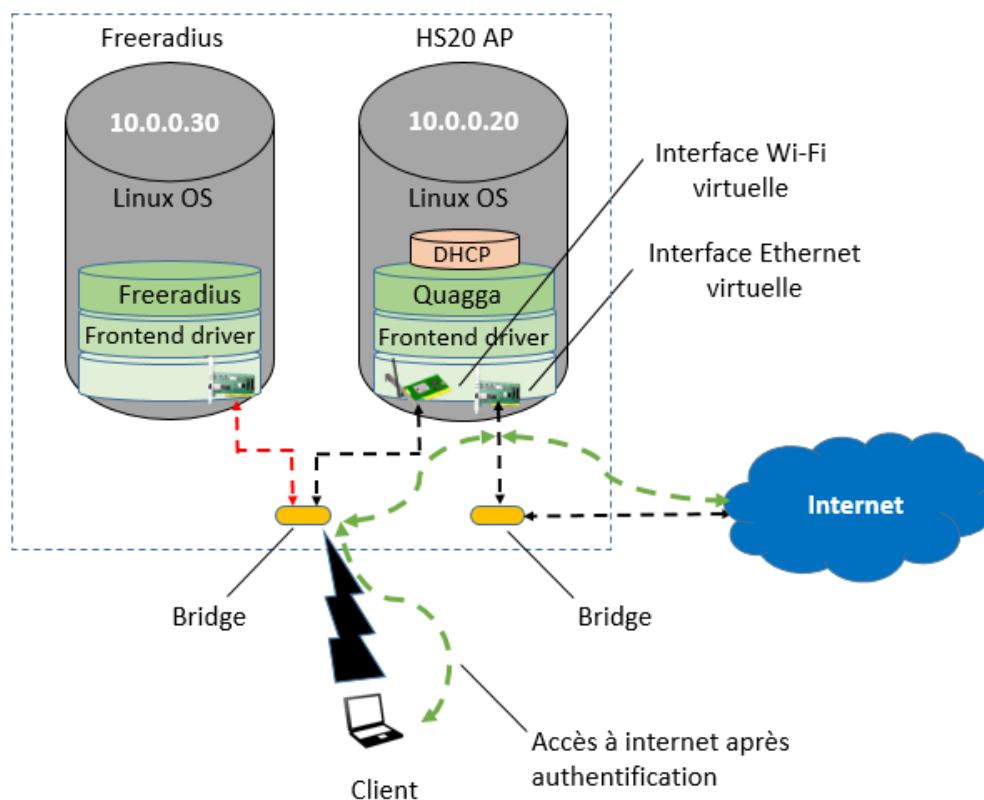 Freeradius
HS20 AP
10.0.0.30
10.0.0.20
Interface Wi-Fi
virtuelle
Linux OS
Linux OS
DHCP
Interface Ethernet
virtuelle
Freeradius
Quagga
Frontend driver
Frontend driver
Internet
Bridge
Bridge
Accès à internet après
authentification
Client